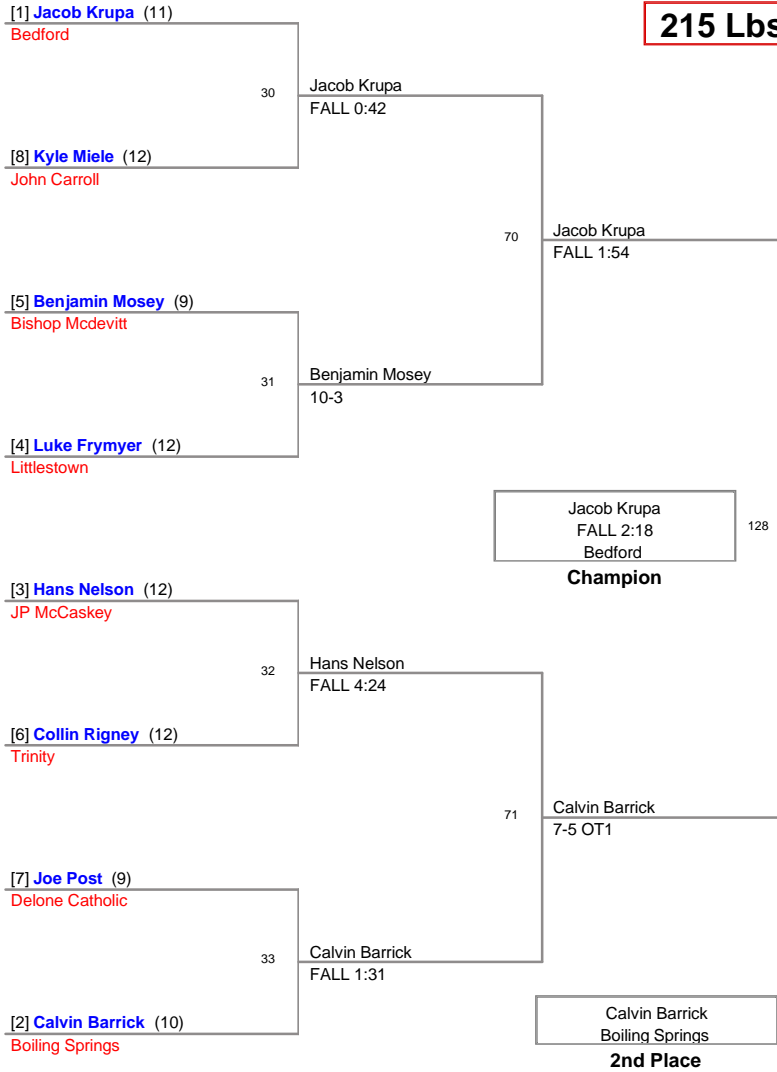 [1] Jacob Krupa (11)
Bedford
215 Lbs
30
Jacob Krupa
FALL 0:42
[8] Kyle Miele (12)
John Carroll
70
Jacob Krupa
FALL 1:54
[5] Benjamin Mosey (9)
Bishop Mcdevitt
31
Benjamin Mosey
10-3
[4] Luke Frymyer (12)
Littlestown
Jacob Krupa
FALL 2:18
Bedford
128
Champion
[3] Hans Nelson (12)
JP McCaskey
32
Hans Nelson
FALL 4:24
[6] Collin Rigney (12)
Trinity
71
Calvin Barrick
7-5 OT1
[7] Joe Post (9)
Delone Catholic
33
Calvin Barrick
FALL 1:31
[2] Calvin Barrick (10)
Boiling Springs
Calvin Barrick
Boiling Springs
2nd Place